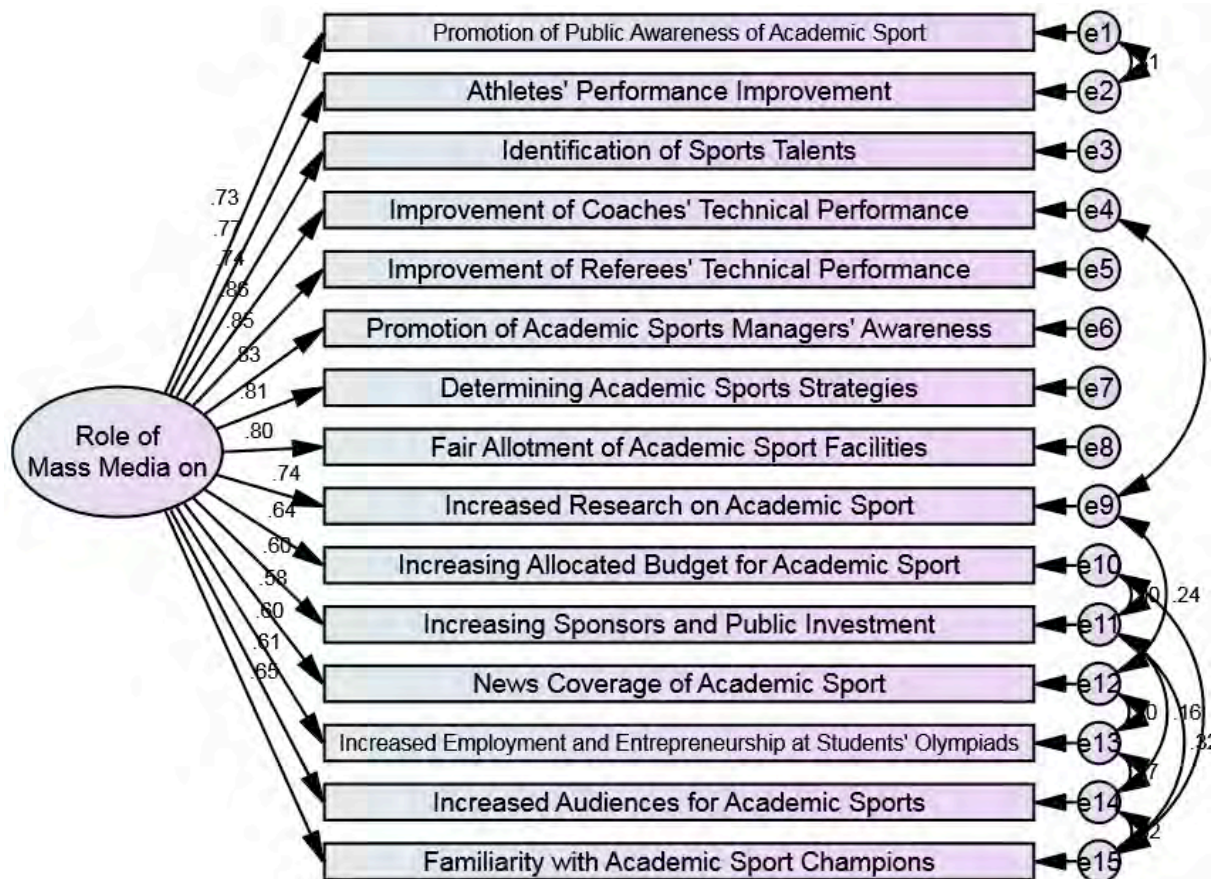 Promotion of Public Awareness of Academic Sport
e1
Athletes' Performance Improvement
e2
Identification of Sports Talents
e3
.73
Improvement of Coaches' Technical Performance
e4
.77
.74
Improvement of Referees' Technical Performance
e5
.86
.85
Promotion of Academic Sports Managers' Awareness
e6
.83
.81
Determining Academic Sports Strategies
e7
Role of
Mass Media on
.80
Fair Allotment of Academic Sport Facilities
e8
.74
Increased Research on Academic Sport
e9
.64
.60
Increasing Allocated Budget for Academic Sport
e10
.58
.24
.60
Increasing Sponsors and Public Investment
e11
.61
.65
News Coverage of Academic Sport
e12
.16
Increased Employment and Entrepreneurship at Students' Olympiads
e13
.32
Increased Audiences for Academic Sports
e14
Familiarity with Academic Sport Champions
e15